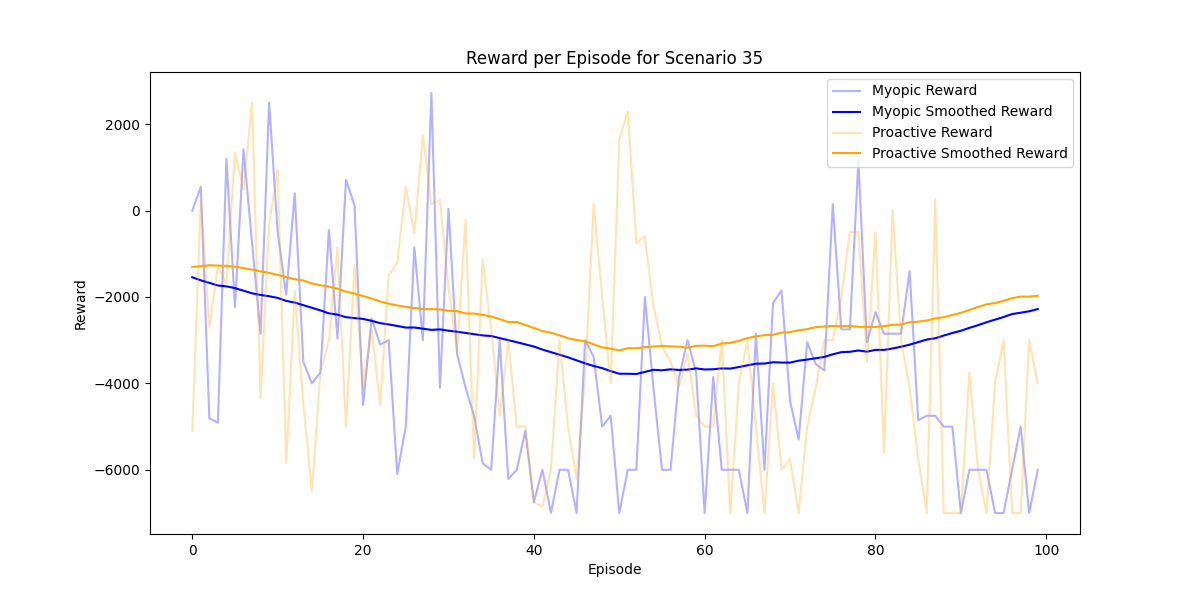 Reward per Episode for Scenario 35
Myopic Reward
Myopic Smoothed Reward
Proactive Reward
Proactive Smoothed Reward
2000
0
−2000
−4000
−6000
Reward
0 20 40 60 80 100
Episode